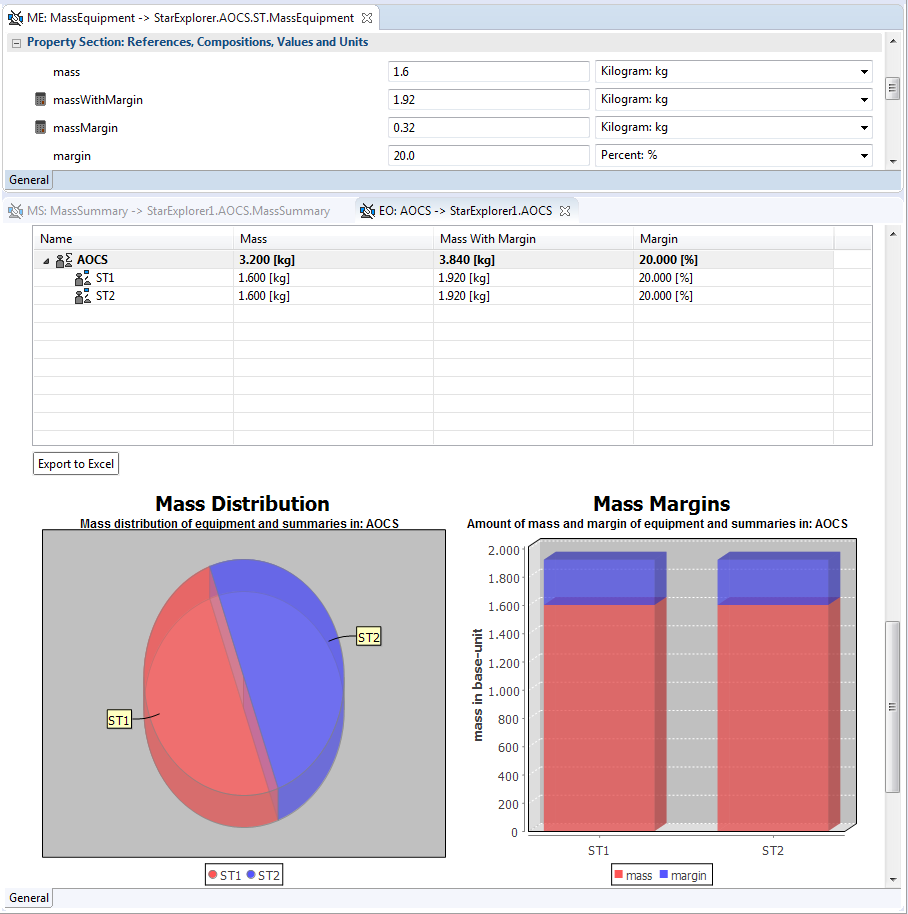 ME: MassEquipment -> StarExplorer.AOCS.ST.MassEquipment
Property Section: References, Compositions, Values and Units
mass 1.6 Kilogram: kg
massWithMargin 1.92 Kilogram: kg
massMargin 0.32 Kilogram: kg
margin 20.0 Percent: %
General
MS: MassSummary -> StarExplorer1.AOCS.MassSummary EO: AOCS -> StarExplorer1.AOCS
Name Mass Mass With Margin Margin
AOCS 3.200 [kg] 3.840 [kg] 20.000 [%]
ST1 1.600 [kg] 1.920 [kg] 20.000 [%]
ST2 1.600 [kg] 1.920 [kg] 20.000 [%]
Export to Excel
Mass Distribution
Mass distribution of equipment and summaries in: AOCS
ST2
ST1
ST1 ST2
Mass Margins
Amount of mass and margin of equipment and summaries in: AOCS
mass in base-unit
2.000
1.800
1.600
1.400
1.200
1.000
800
600
400
200
0
ST1 ST2
mass margin
General